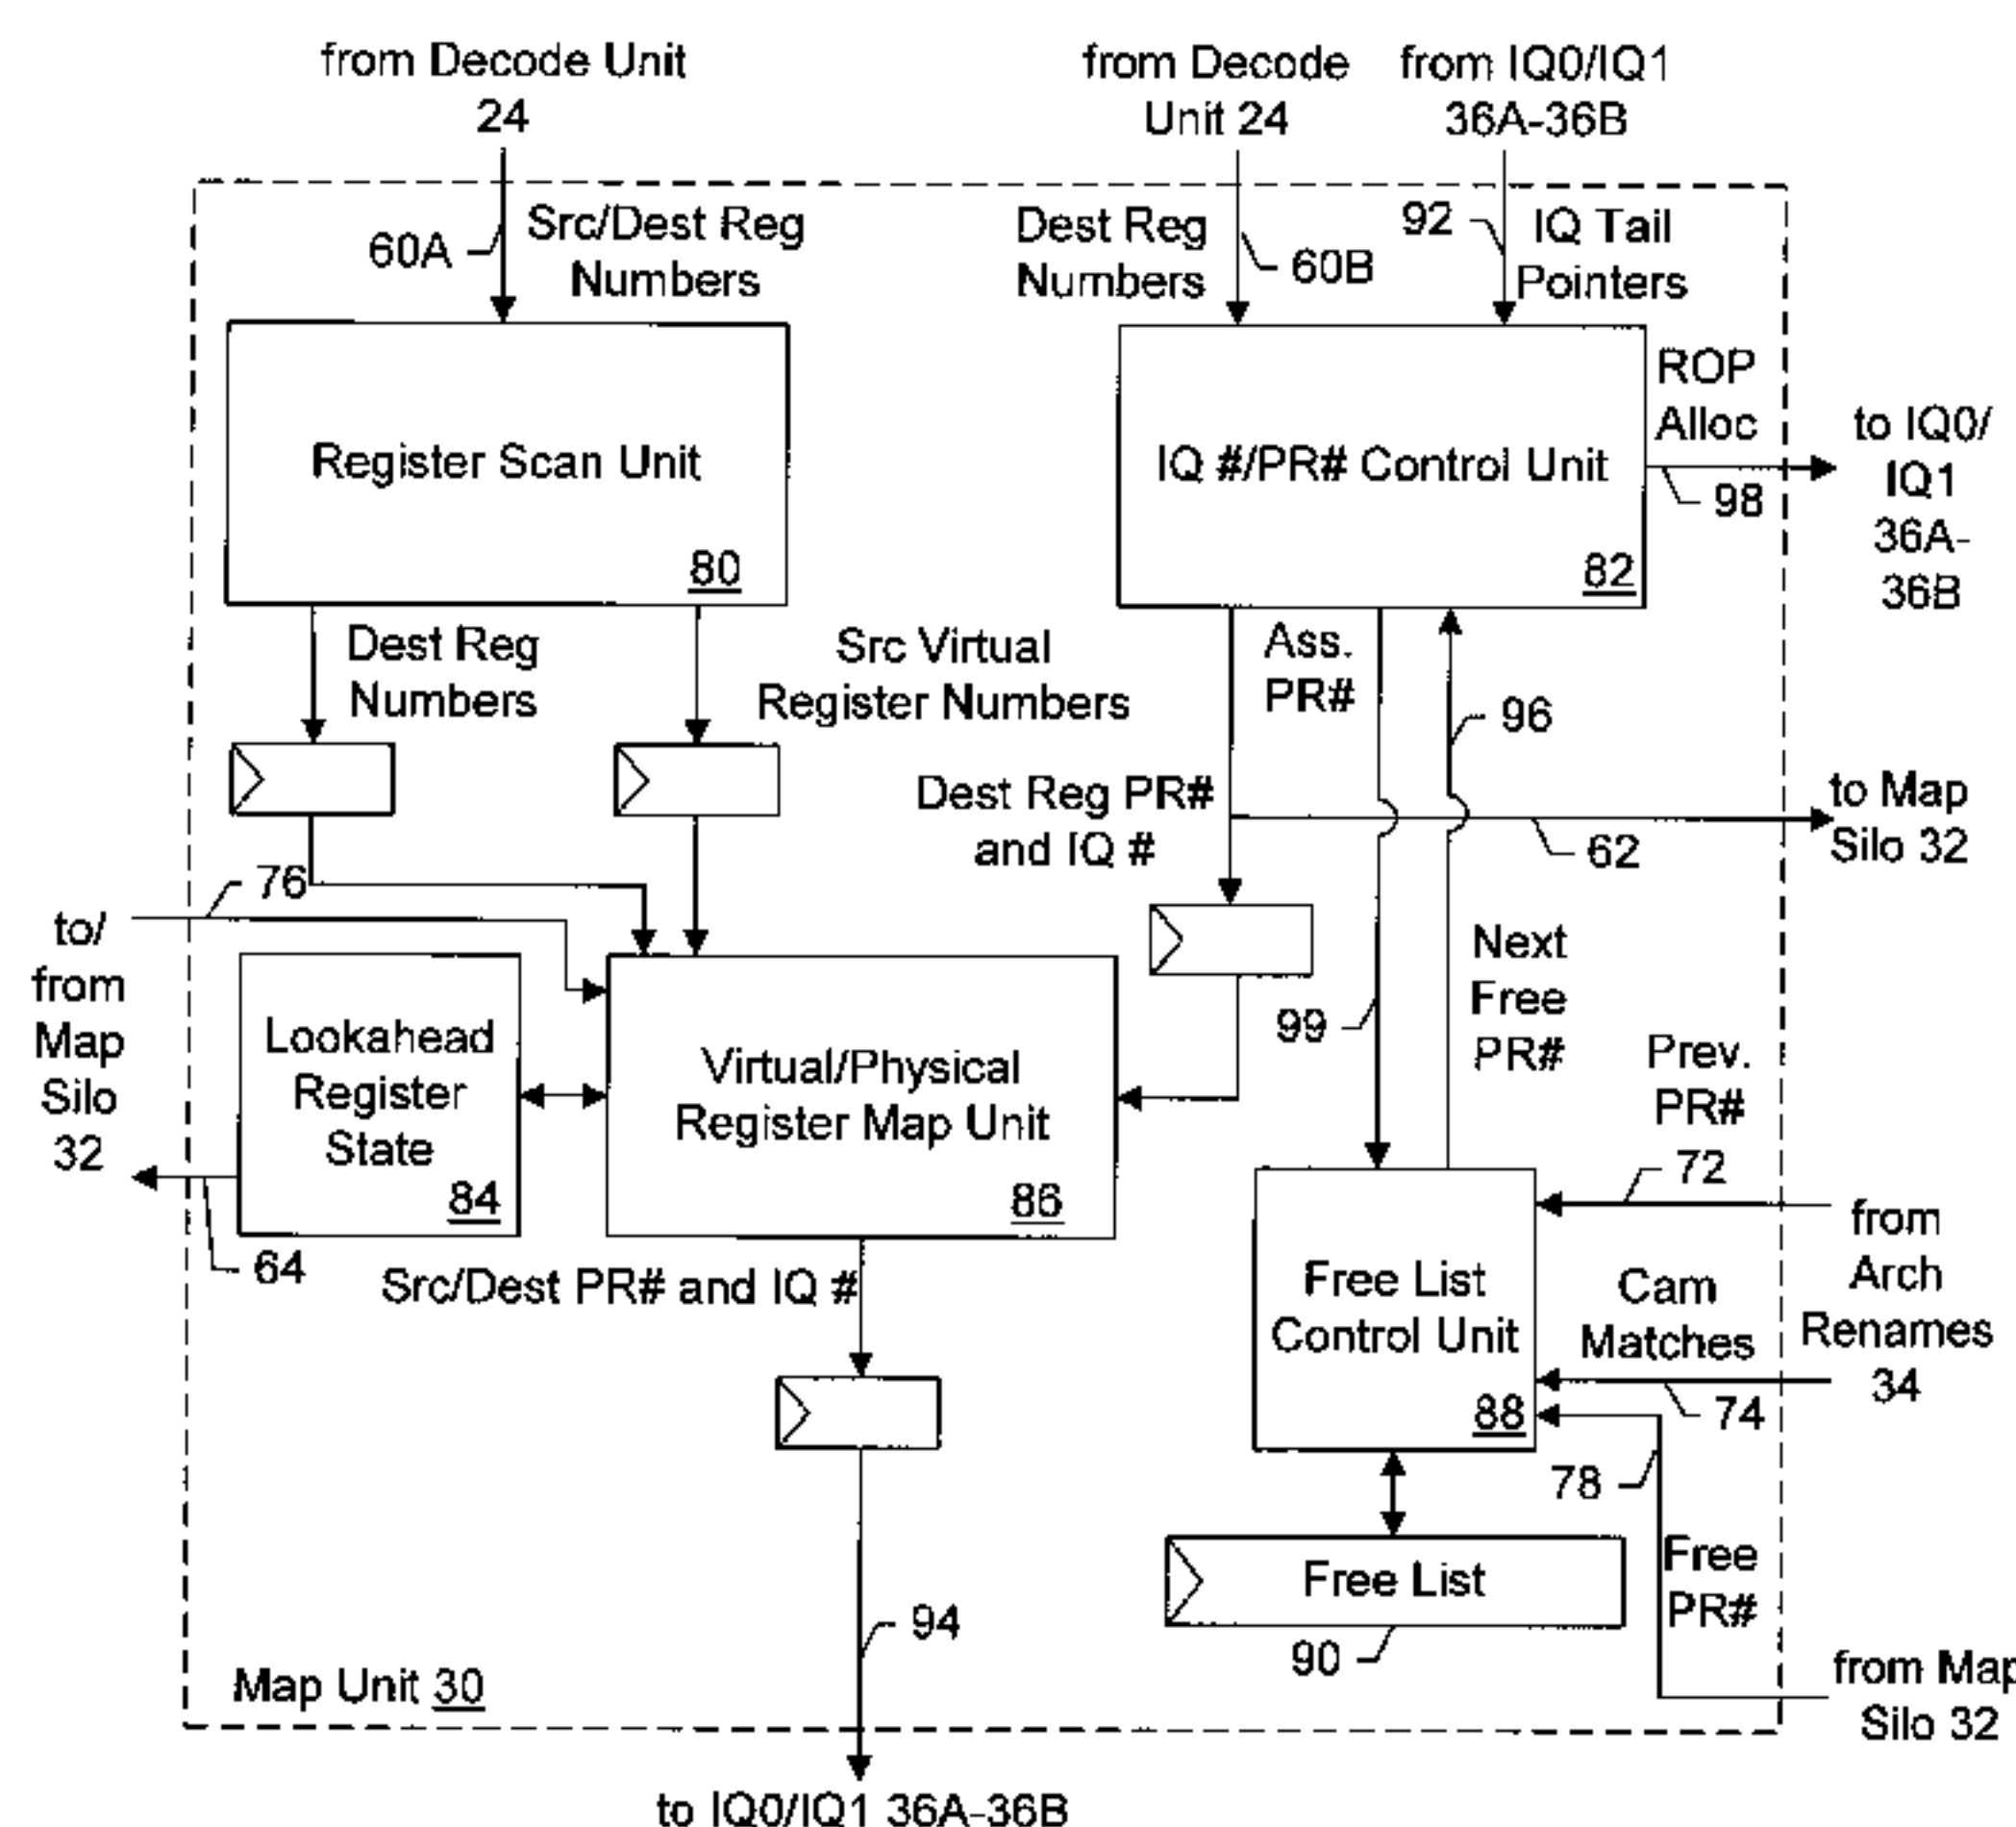 from Decode Unit
24
from Decode
Unit 24
from IQ0/IQ1
36A-36B
60A
Src/Dest Reg
Numbers
Dest Reg
Numbers
60B
92
IQ Tail
Pointers
Register Scan Unit
80
IQ #/PR# Control Unit
82
ROP
Alloc
98
to IQ0/
IQ1
36A-
36B
Dest Reg
Numbers
Src Virtual
Register Numbers
Ass.
PR#
96
Dest Reg PR#
and IQ #
62
to Map
Silo 32
76
to/
from
Map
Silo
32
Lookahead
Register
State
84
64
Virtual/Physical
Register Map Unit
86
99
Next
Free
PR#
Prev.
PR#
72
from
Arch
Renames
34
Src/Dest PR# and IQ #
Free List
Control Unit
88
Cam
Matches
74
78
Free
PR#
Free List
90
94
Map Unit 30
from Map
Silo 32
to IQ0/IQ1 36A-36B